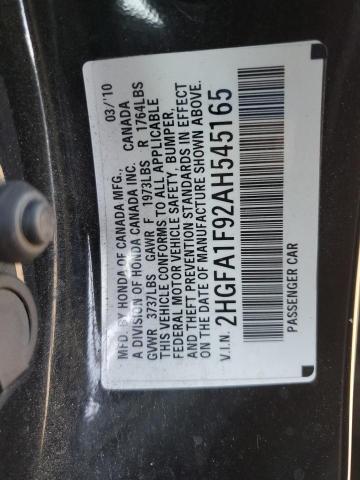 MFD. BY HONDA OF CANADA MFG., 03/'10
A DIVISION OF HONDA CANADA INC. CANADA
GVWR 3737LBS GAWR F 1973LBS R 1764LBS
THIS VEHICLE CONFORMS TO ALL APPLICABLE
FEDERAL MOTOR VEHICLE SAFETY, BUMPER,
AND THEFT PREVENTION STANDARDS IN EFFECT
ON THE DATE OF MANUFACTURE SHOWN ABOVE.
V.I.N. 2HGFA1F92AH545165
PASSENGER CAR